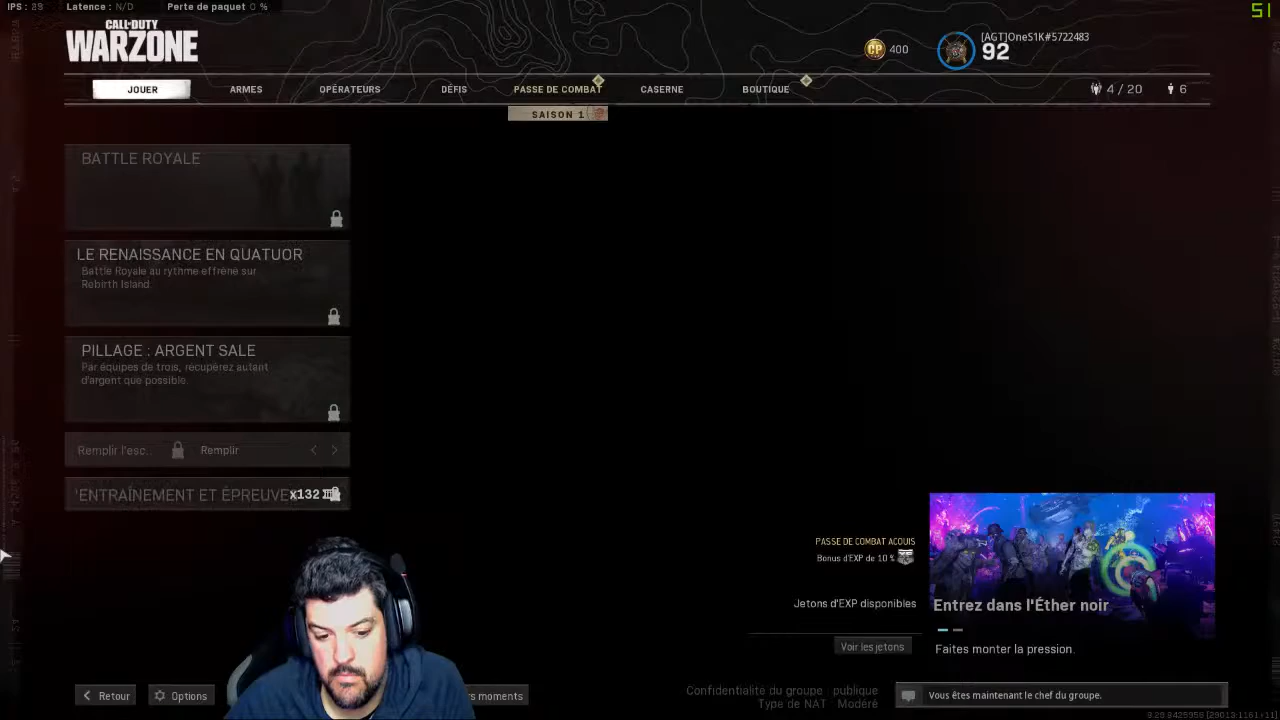 IPS : 29 Latence : N/D Perte de paquet 0 %
51
CALL·DUTY
WARZONE
CP 400
[AGT]OneS1K#5722483
92
JOUER
ARMES
OPÉRATEURS
DÉFIS
PASSE DE COMBAT
CASERNE
BOUTIQUE
4 / 20
6
SAISON 1
BATTLE ROYALE
LE RENAISSANCE EN QUATUOR
Battle Royale au rythme effréné sur
Rebirth Island.
PILLAGE : ARGENT SALE
Par équipes de trois, récupérez autant
d'argent que possible.
Remplir l'esc.. Remplir
'ENTRAÎNEMENT ET ÉPREUVE x132
PASSE DE COMBAT ACQUIS
Bonus d'EXP de 10 %
Jetons d'EXP disponibles
Voir les jetons
Entrez dans l'Éther noir
Faites monter la pression.
Retour
Options
rs moments
Confidentialité du groupe : publique
Type de NAT : Modéré
Vous êtes maintenant le chef du groupe.